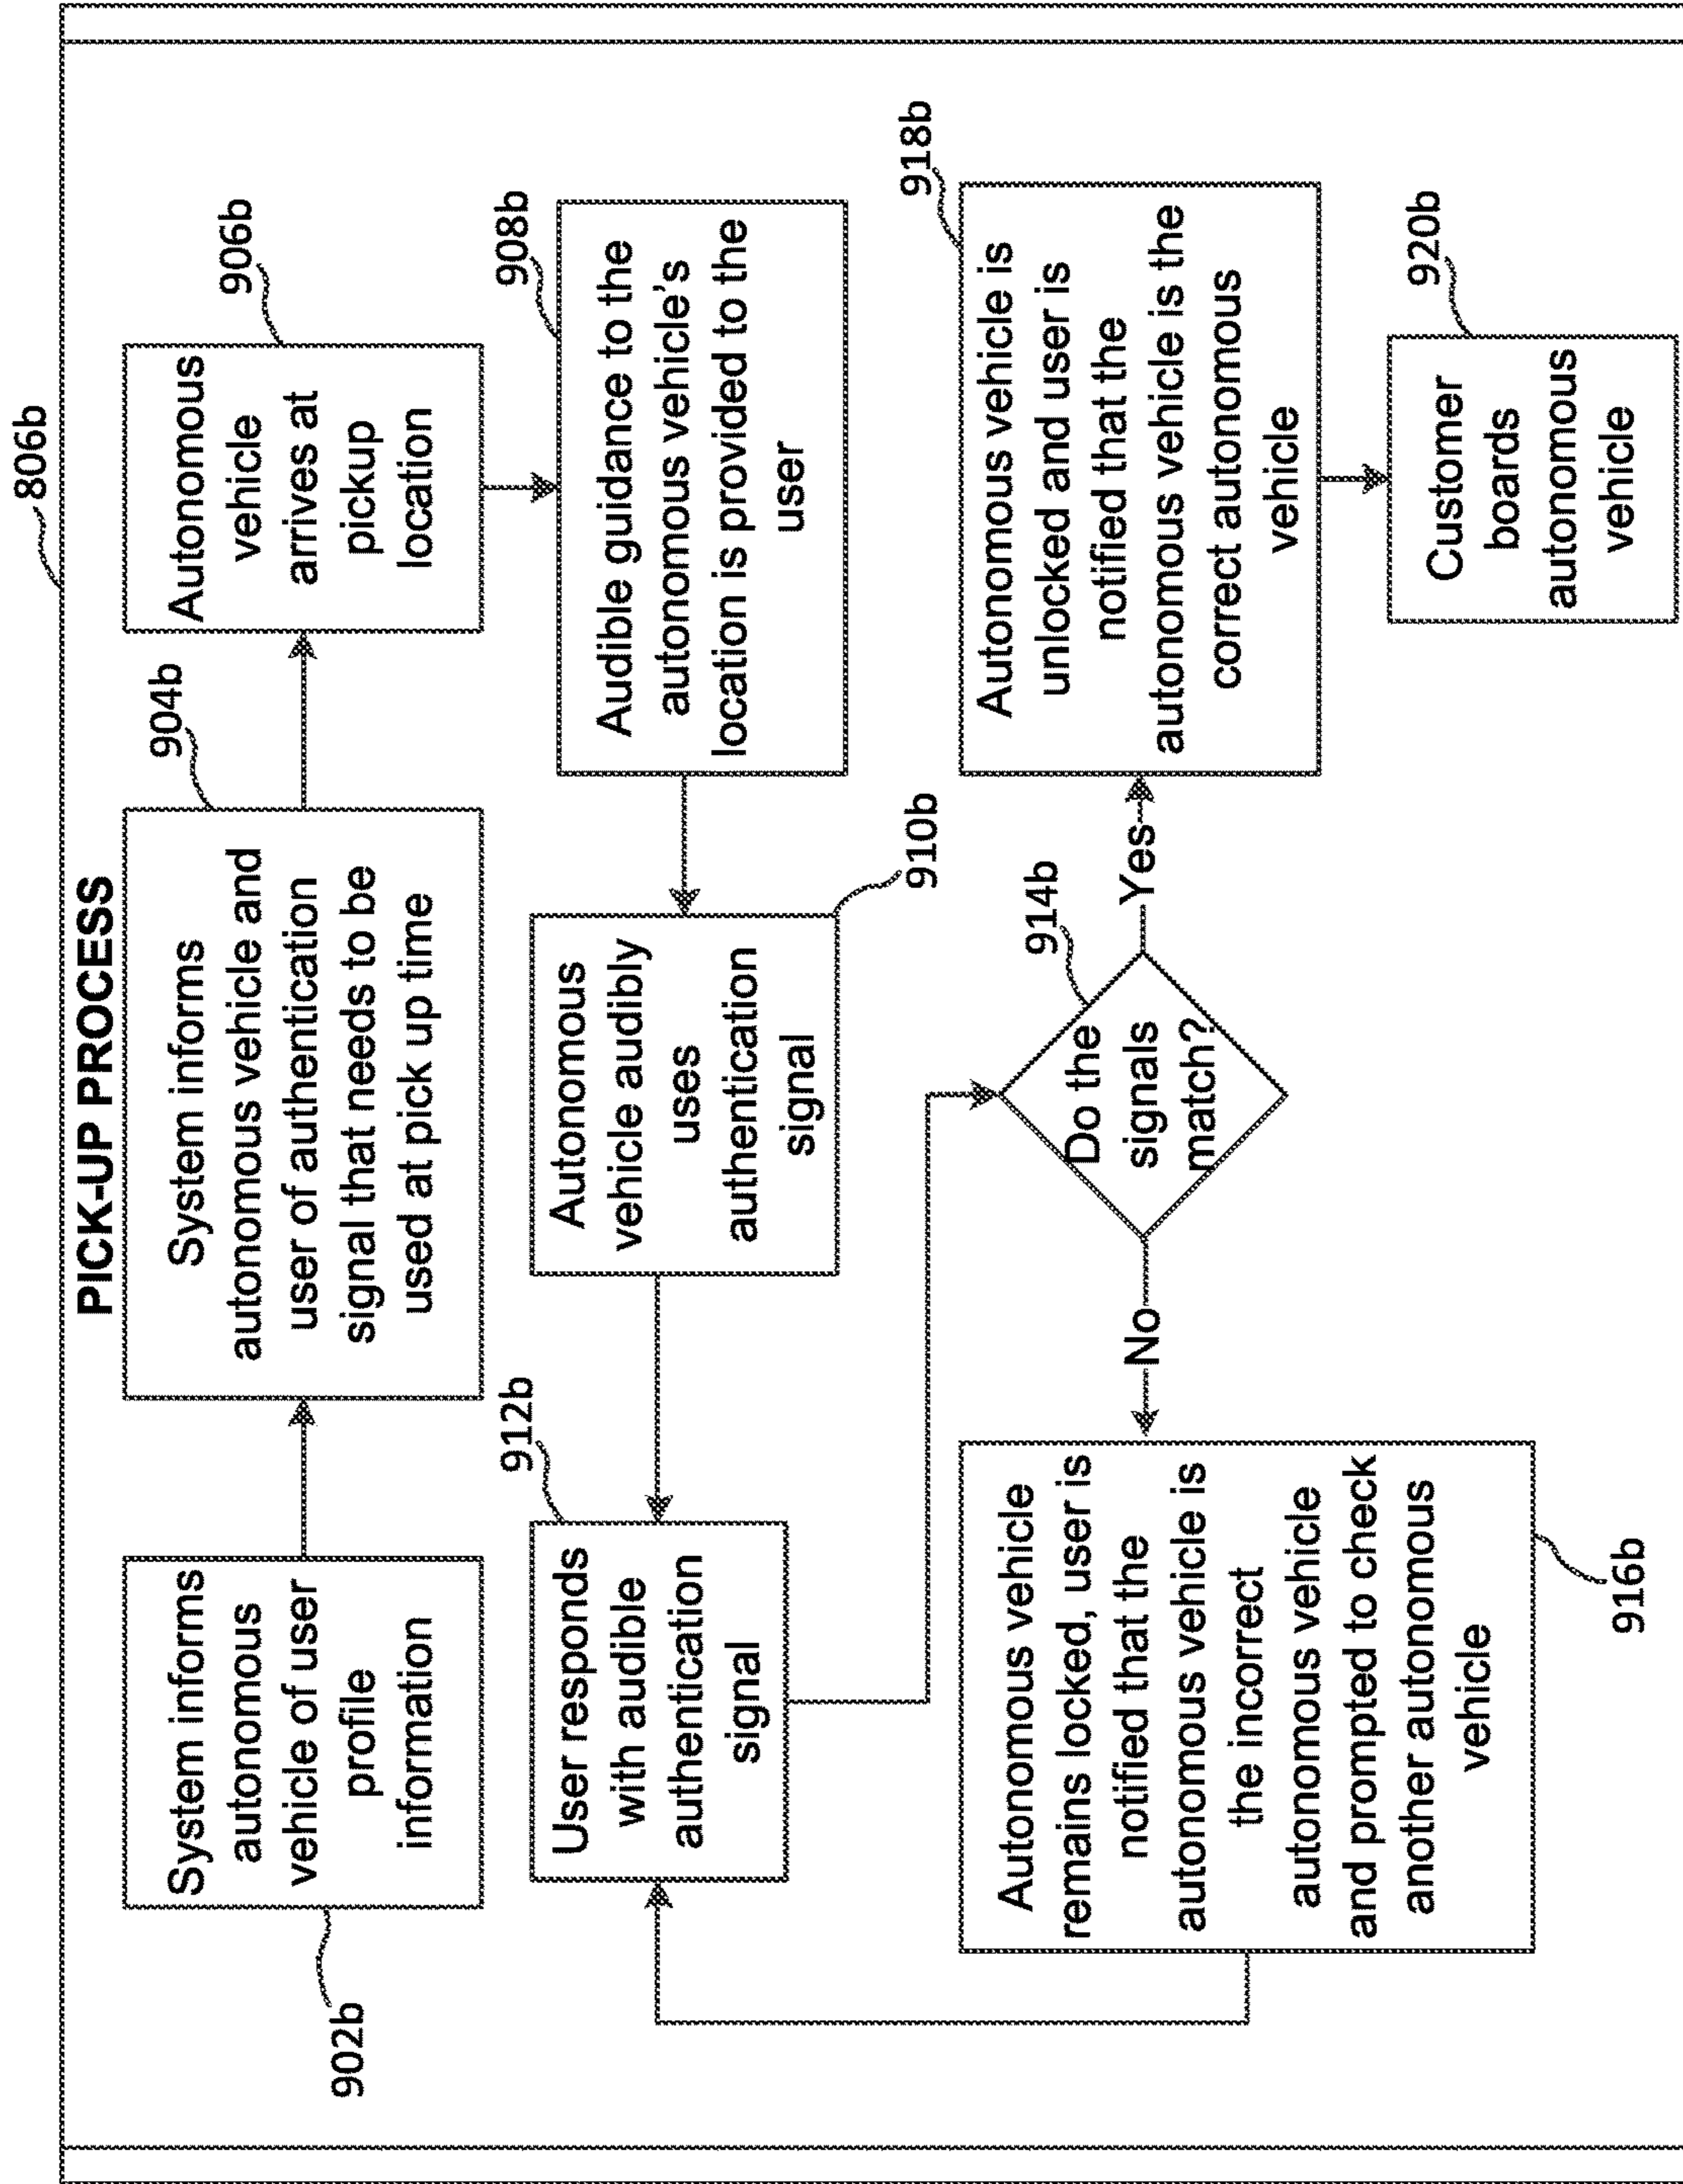 806b
PICK-UP PROCESS
902b
System informs
autonomous
vehicle of user
profile
information
904b
System informs
autonomous vehicle and
user of authentication
signal that needs to be
used at pick up time
906b
Autonomous
vehicle
arrives at
pickup
location
908b
Audible guidance to the
autonomous vehicle's
location is provided to the
user
910b
Autonomous
vehicle audibly
uses
authentication
signal
912b
User responds
with audible
authentication
signal
914b
Do the
signals
match?
No
Yes
916b
Autonomous vehicle
remains locked, user is
notified that the
autonomous vehicle is
the incorrect
autonomous vehicle
and prompted to check
another autonomous
vehicle
918b
Autonomous vehicle is
unlocked and user is
notified that the
autonomous vehicle is the
correct autonomous
vehicle
920b
Customer
boards
autonomous
vehicle